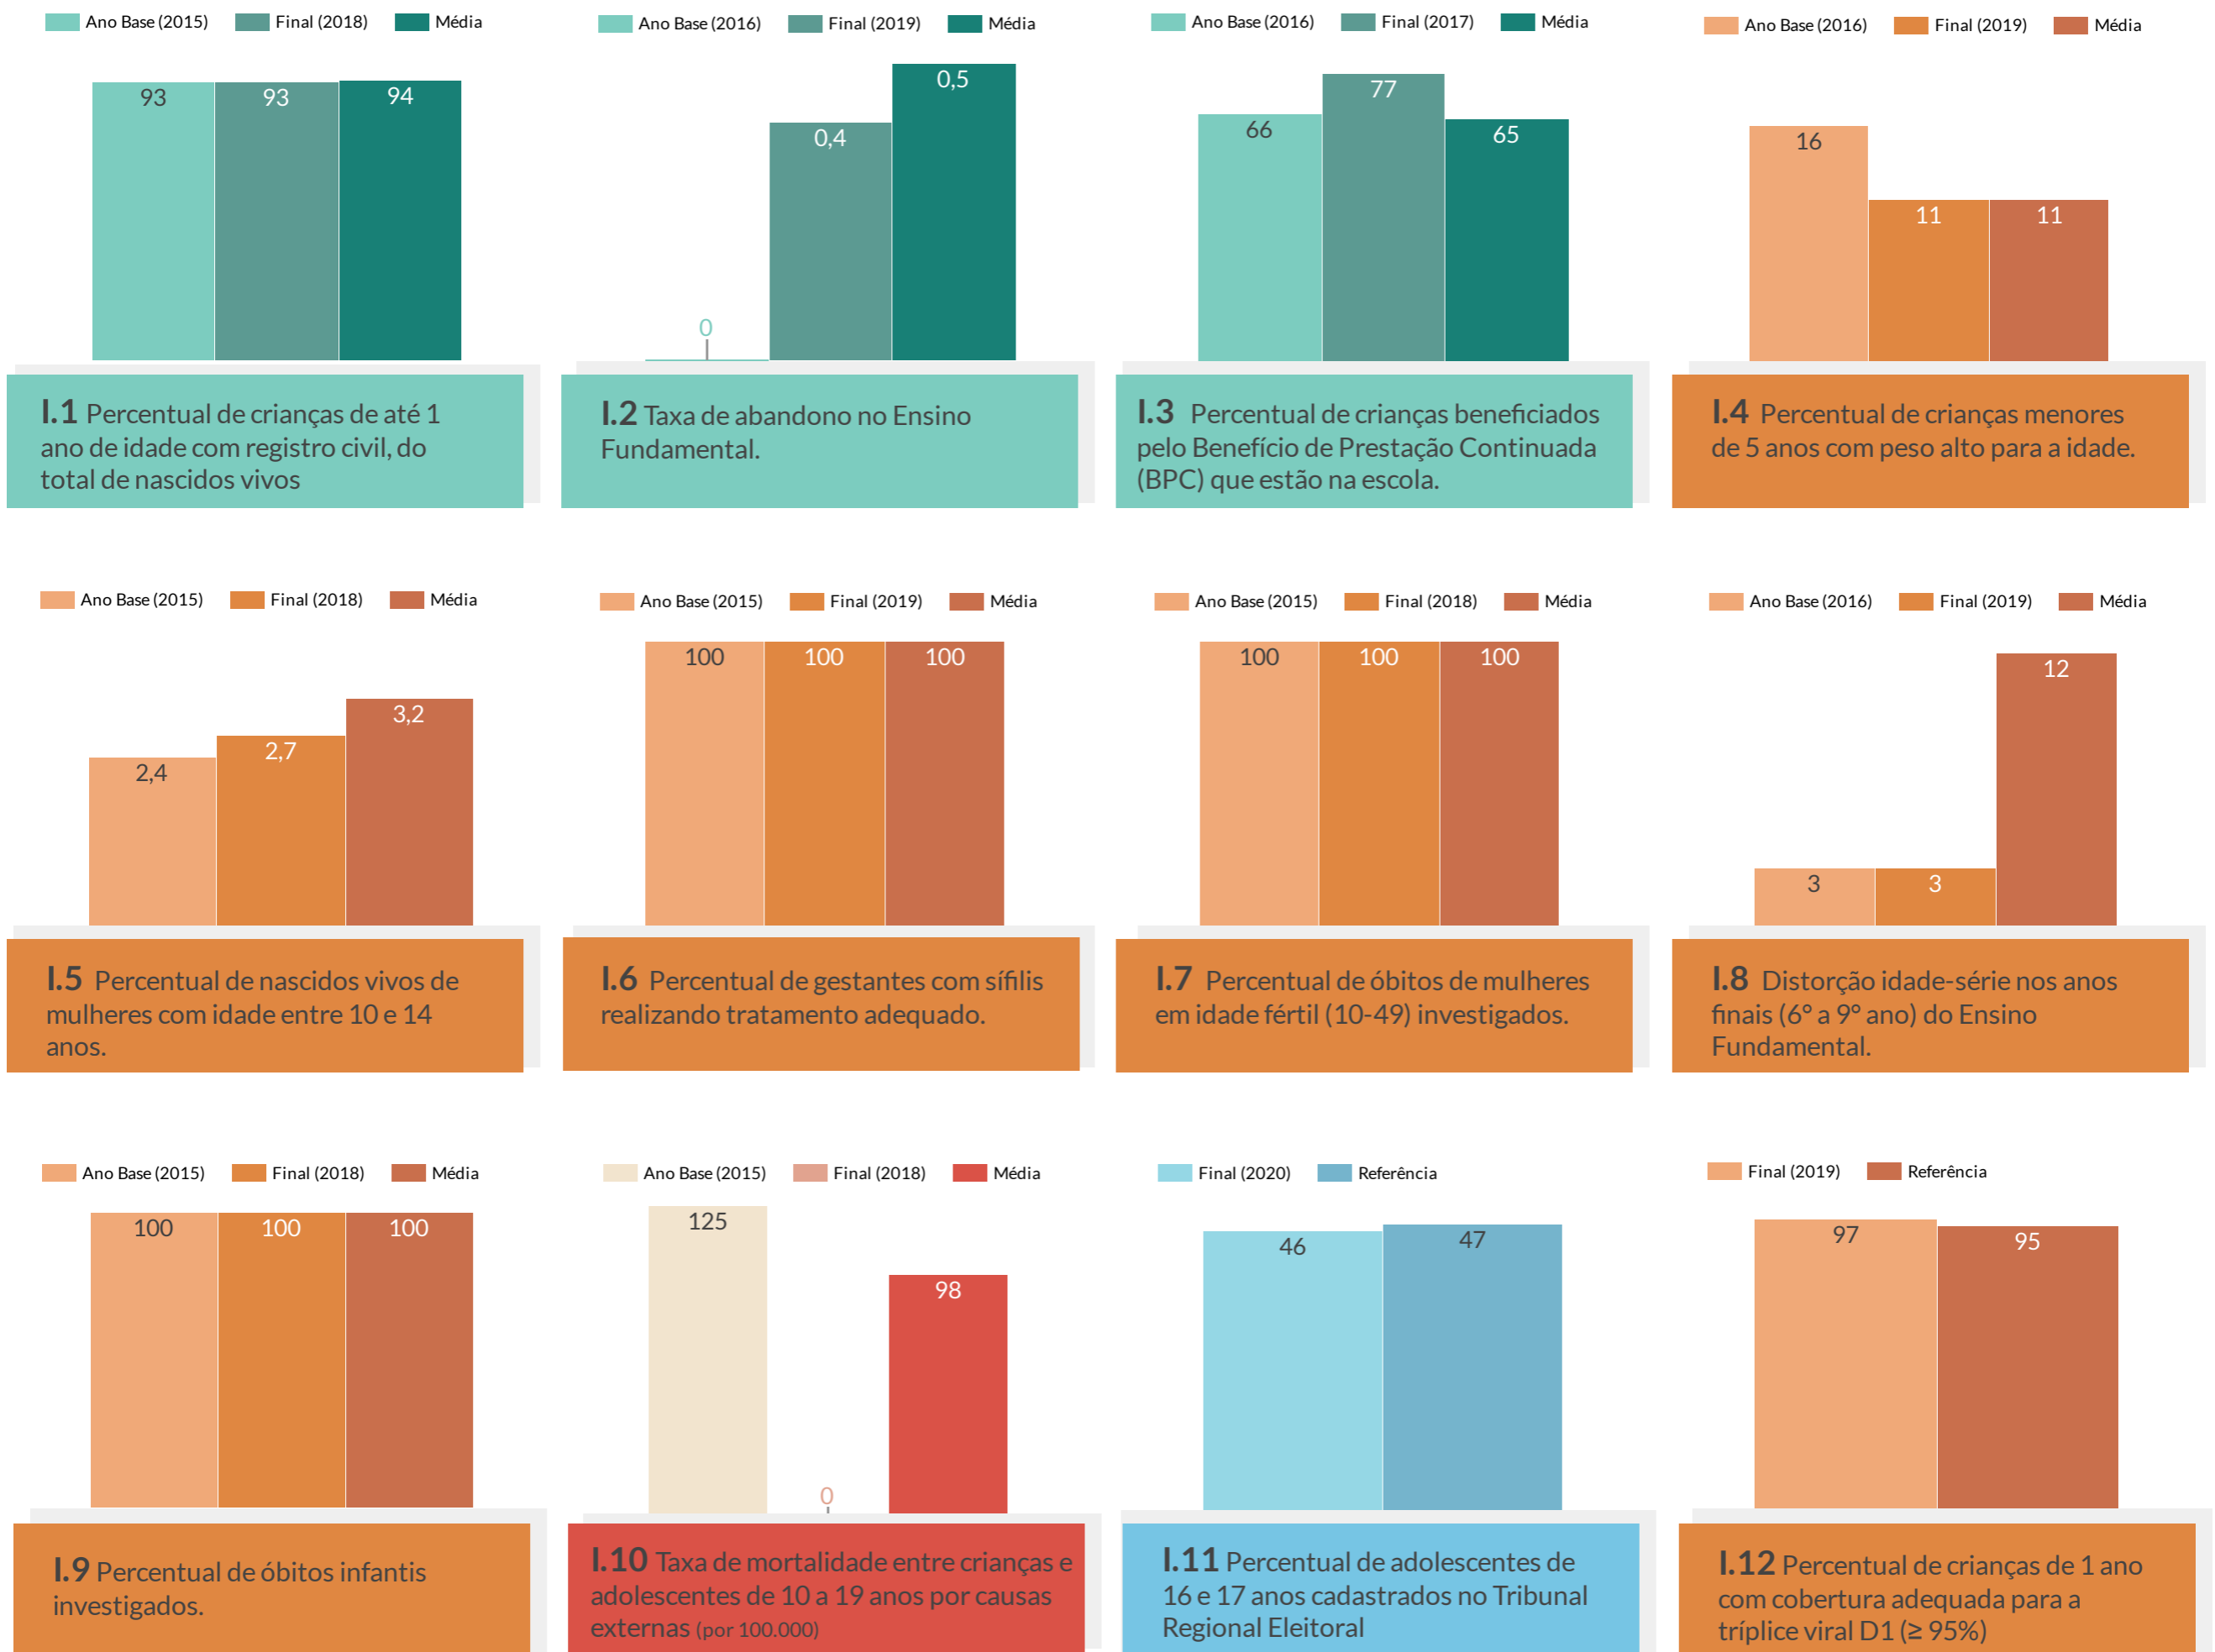 Ano Base (2015) Final (2018) Média
93 93 94
I.1 Percentual de crianças de até 1
ano de idade com registro civil, do
total de nascidos vivos
Ano Base (2016) Final (2019) Média
0 0,4 0,5
I.2 Taxa de abandono no Ensino
Fundamental.
Ano Base (2016) Final (2017) Média
66 77 65
I.3 Percentual de crianças beneficiados
pelo Benefício de Prestação Continuada
(BPC) que estão na escola.
Ano Base (2016) Final (2019) Média
16 11 11
I.4 Percentual de crianças menores
de 5 anos com peso alto para a idade.
Ano Base (2015) Final (2018) Média
2,4 2,7 3,2
I.5 Percentual de nascidos vivos de
mulheres com idade entre 10 e 14
anos.
Ano Base (2015) Final (2019) Média
100 100 100
I.6 Percentual de gestantes com sífilis
realizando tratamento adequado.
Ano Base (2015) Final (2018) Média
100 100 100
I.7 Percentual de óbitos de mulheres
em idade fértil (10-49) investigados.
Ano Base (2016) Final (2019) Média
3 3 12
I.8 Distorção idade-série nos anos
finais (6º a 9º ano) do Ensino
Fundamental.
Ano Base (2015) Final (2018) Média
100 100 100
I.9 Percentual de óbitos infantis
investigados.
Ano Base (2015) Final (2018) Média
125 0 98
I.10 Taxa de mortalidade entre crianças e
adolescentes de 10 a 19 anos por causas
externas (por 100.000)
Final (2020) Referência
46 47
I.11 Percentual de adolescentes de
16 e 17 anos cadastrados no Tribunal
Regional Eleitoral
Final (2019) Referência
97 95
I.12 Percentual de crianças de 1 ano
com cobertura adequada para a
tríplice viral D1 (≥ 95%)